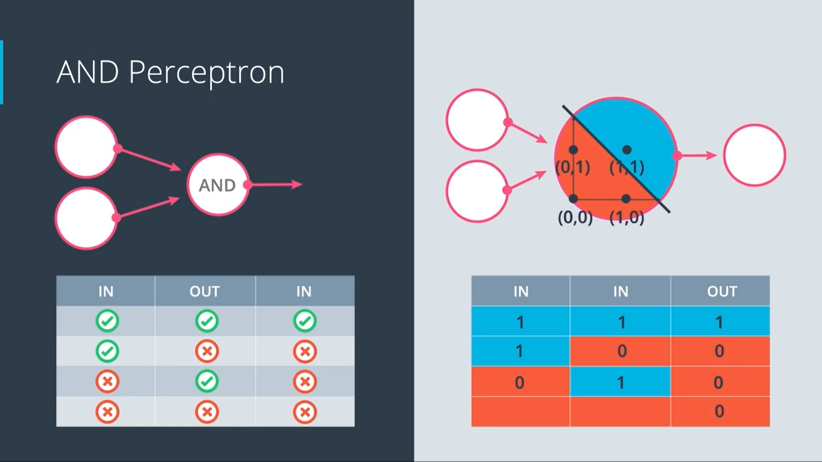 AND Perceptron
AND
IN OUT IN
(0,1) (1,1)
(0,0) (1,0)
IN IN OUT
1 1 1
1 0 0
0 1 0
0